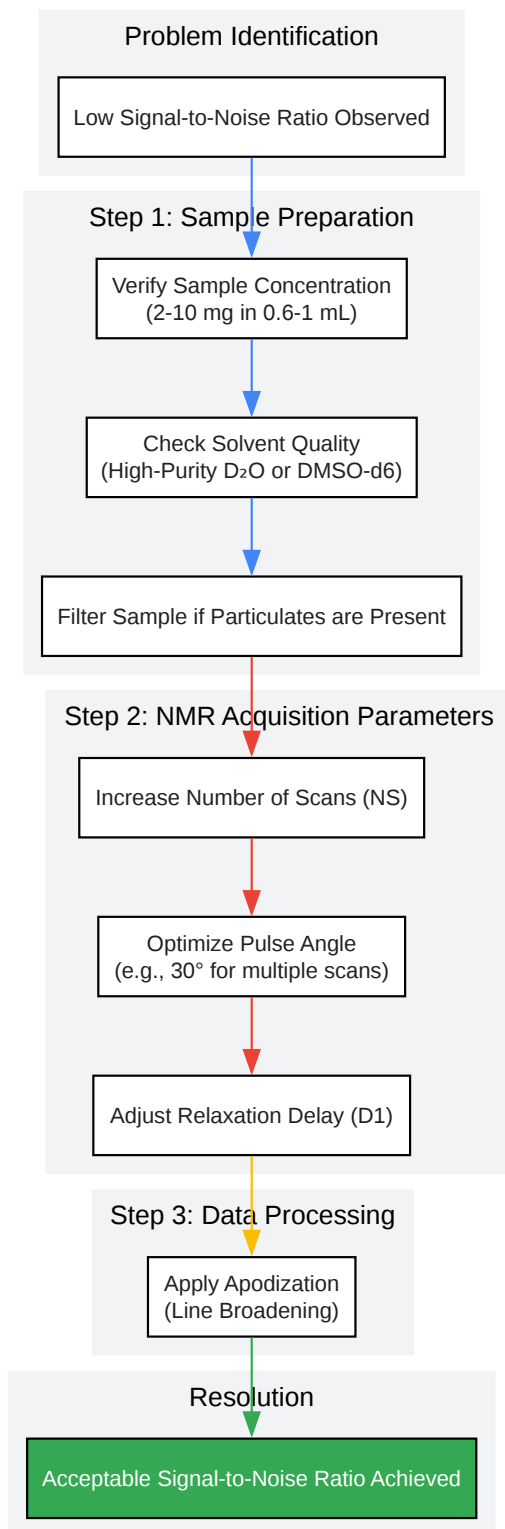 Problem Identification
Low Signal-to-Noise Ratio Observed
Step 1: Sample Preparation
Verify Sample Concentration
(2-10 mg in 0.6-1 mL)
Check Solvent Quality
(High-Purity D₂O or DMSO-d6)
Filter Sample if Particulates are Present
Step 2: NMR Acquisition Parameters
Increase Number of Scans (NS)
Optimize Pulse Angle
(e.g., 30° for multiple scans)
Adjust Relaxation Delay (D1)
Step 3: Data Processing
Apply Apodization
(Line Broadening)
Resolution
Acceptable Signal-to-Noise Ratio Achieved